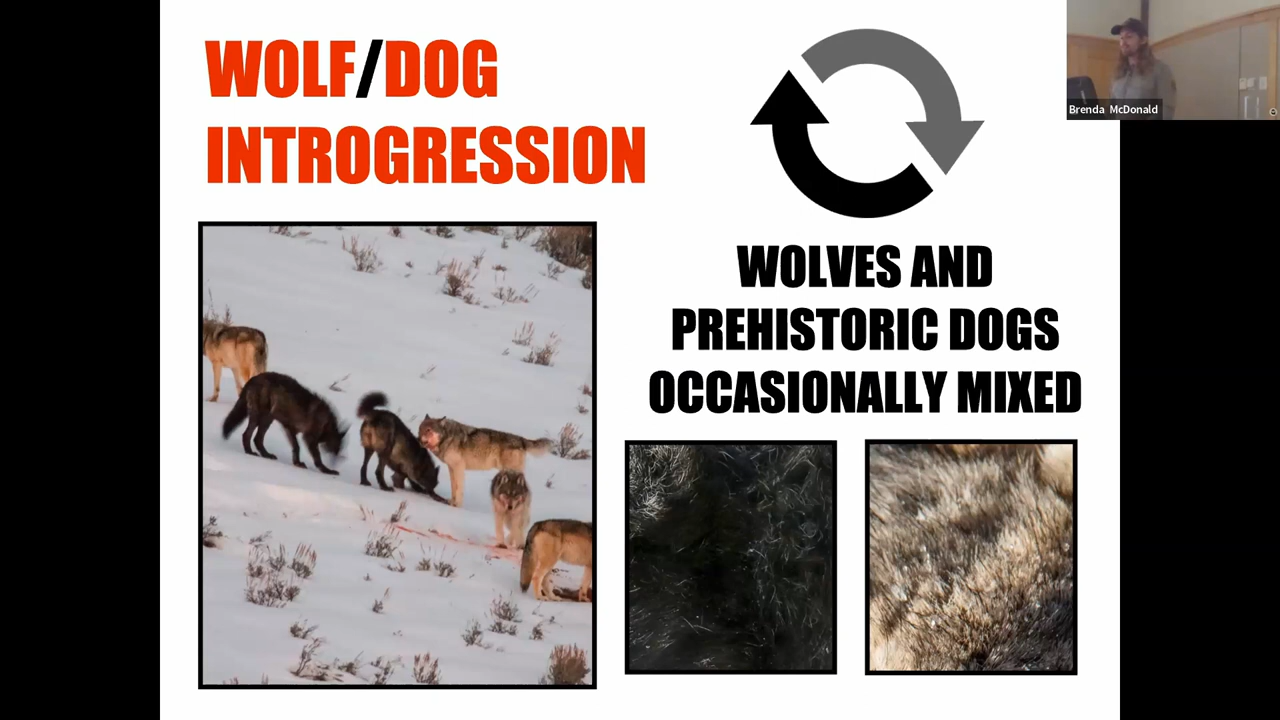 WOLF/DOG
INTROGRESSION
WOLVES AND
PREHISTORIC DOGS
OCCASIONALLY MIXED
Brenda McDonald